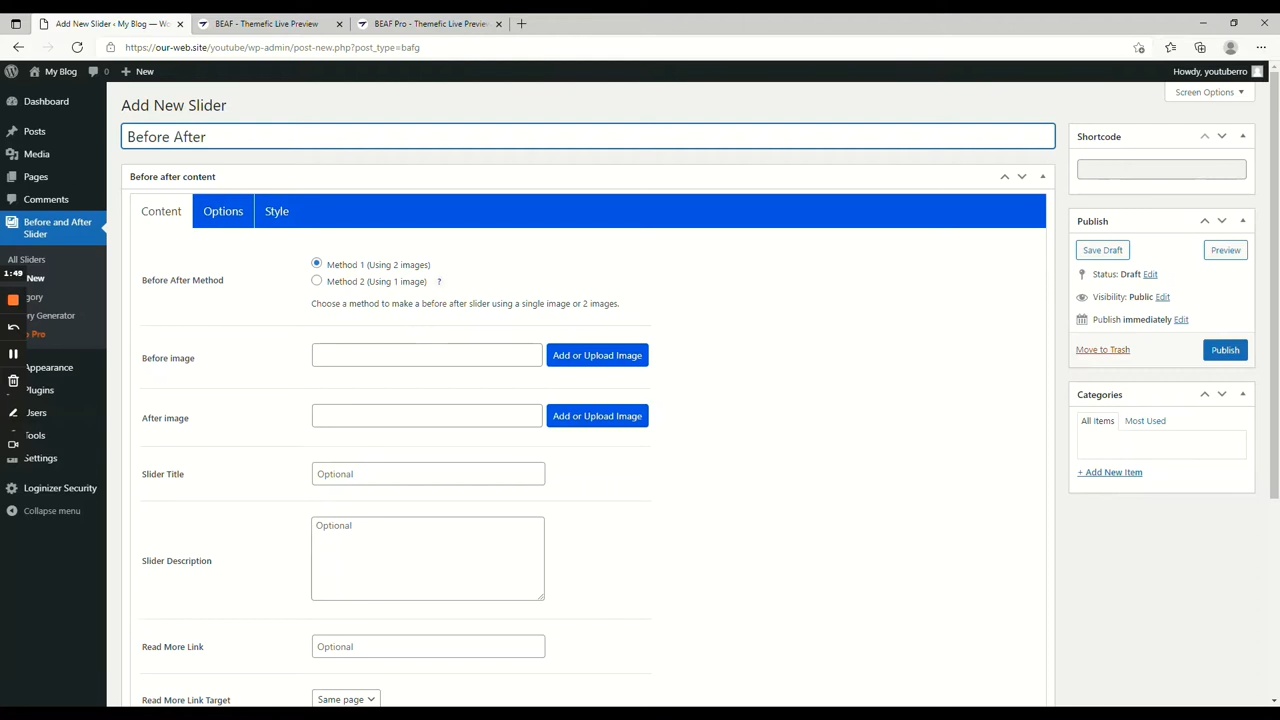 Add New Slider ‹ My Blog — Wo
BEAF - Themefic Live Preview
BEAF Pro - Themefic Live Preview
https://our-web.site/youtube/wp-admin/post-new.php?post_type=bafg
My Blog
0
New
Howdy, youtuberro
Dashboard
Posts
Media
Pages
Comments
Before and After
Slider
All Sliders
1:49
New
gory
ry Generator
Pro
Appearance
Plugins
Users
Tools
Settings
Loginizer Security
Collapse menu
Add New Slider
Screen Options
Before After
Before after content
Content
Options
Style
Before After Method
Method 1 (Using 2 images)
Method 2 (Using 1 image) ?
Choose a method to make a before after slider using a single image or 2 images.
Before image
Add or Upload Image
After image
Add or Upload Image
Slider Title
Optional
Slider Description
Optional
Read More Link
Optional
Read More Link Target
Same page
Shortcode
Publish
Save Draft
Preview
Status: Draft Edit
Visibility: Public Edit
Publish immediately Edit
Move to Trash
Publish
Categories
All Items
Most Used
+ Add New Item